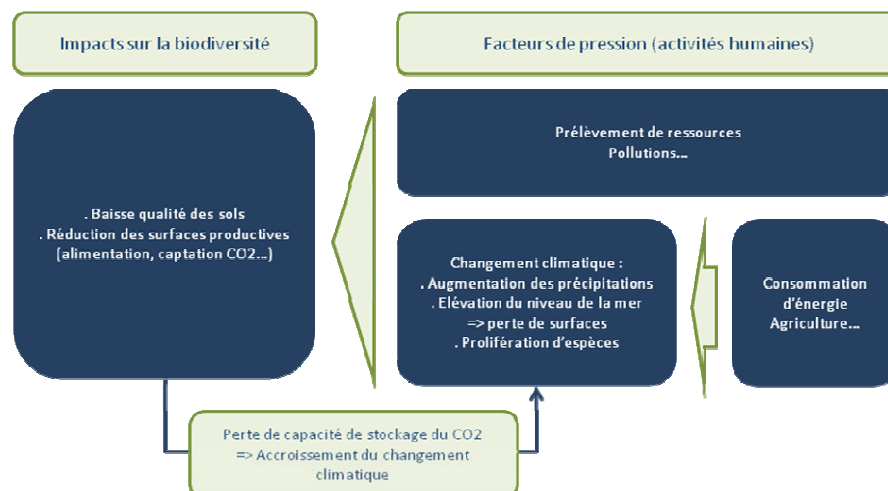 Impacts sur la biodiversité
Facteurs de pression (activités humaines)
. Baisse qualité des sols
. Réduction des surfaces productives
(alimentation, captation CO2...)
Prélèvement de ressources
Pollutions...
Changement climatique :
. Augmentation des précipitations
. Elévation du niveau de la mer
=> perte de surfaces
. Prolifération d'espèces
Consommation
d'énergie
Agriculture...
Perte de capacité de stockage du CO2
=> Accroissement du changement
climatique